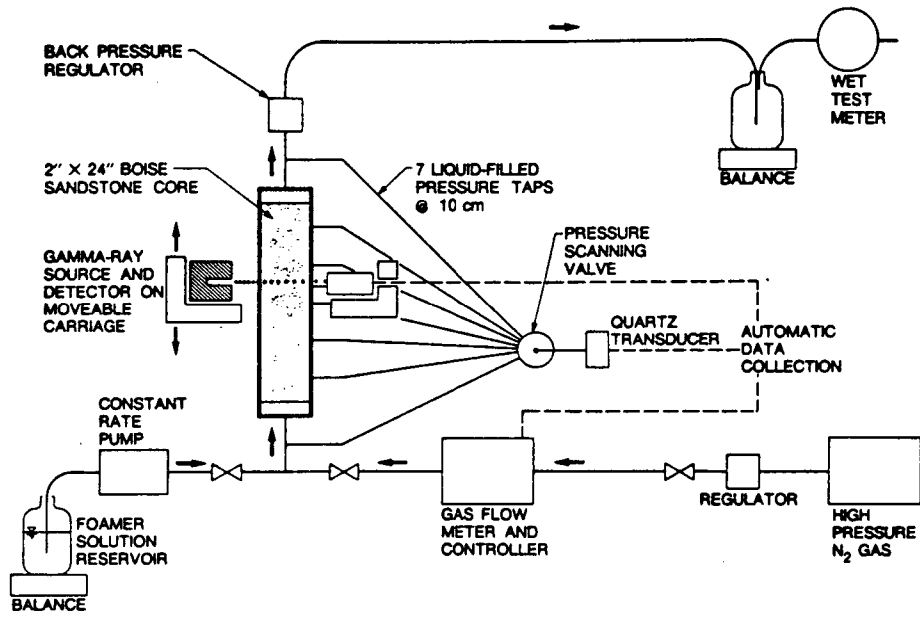 BACK PRESSURE
REGULATOR
WET
TEST
METER
2" × 24" BOISE
SANDSTONE CORE
7 LIQUID-FILLED
PRESSURE TAPS
@ 10 cm
BALANCE
PRESSURE
SCANNING
VALVE
GAMMA-RAY
SOURCE AND
DETECTOR ON
MOVEABLE
CARRIAGE
QUARTZ
TRANSDUCER
AUTOMATIC
DATA
COLLECTION
CONSTANT
RATE
PUMP
FOAMER
SOLUTION
RESERVOIR
BALANCE
GAS FLOW
METER AND
CONTROLLER
REGULATOR
HIGH
PRESSURE
N₂ GAS